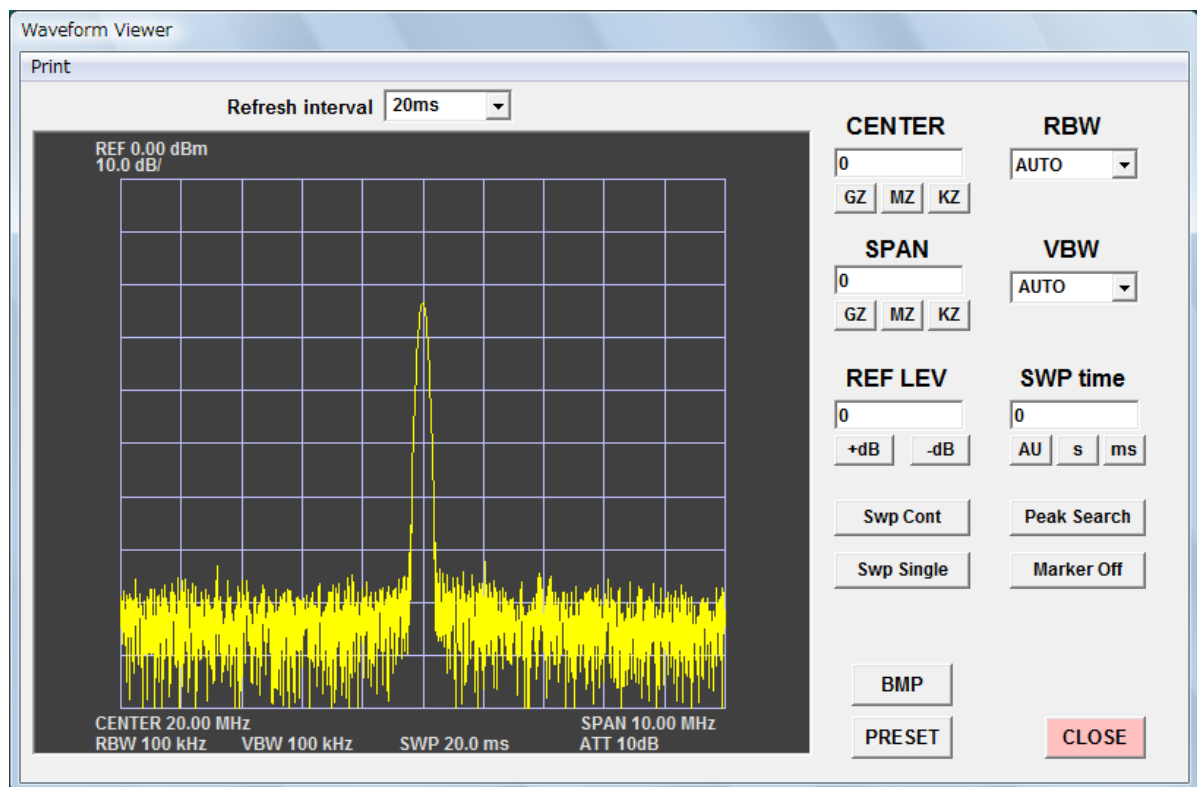 Waveform Viewer
Print
Refresh interval 20ms
REF 0.00 dBm
10.0 dB/
CENTER 20.00 MHz SPAN 10.00 MHz
RBW 100 kHz VBW 100 kHz SWP 20.0 ms ATT 10dB
CENTER RBW
0 AUTO
GZ MZ KZ
SPAN VBW
0 AUTO
GZ MZ KZ
REF LEV SWP time
0 0
+dB -dB AU s ms
Swp Cont Peak Search
Swp Single Marker Off
BMP
PRESET CLOSE